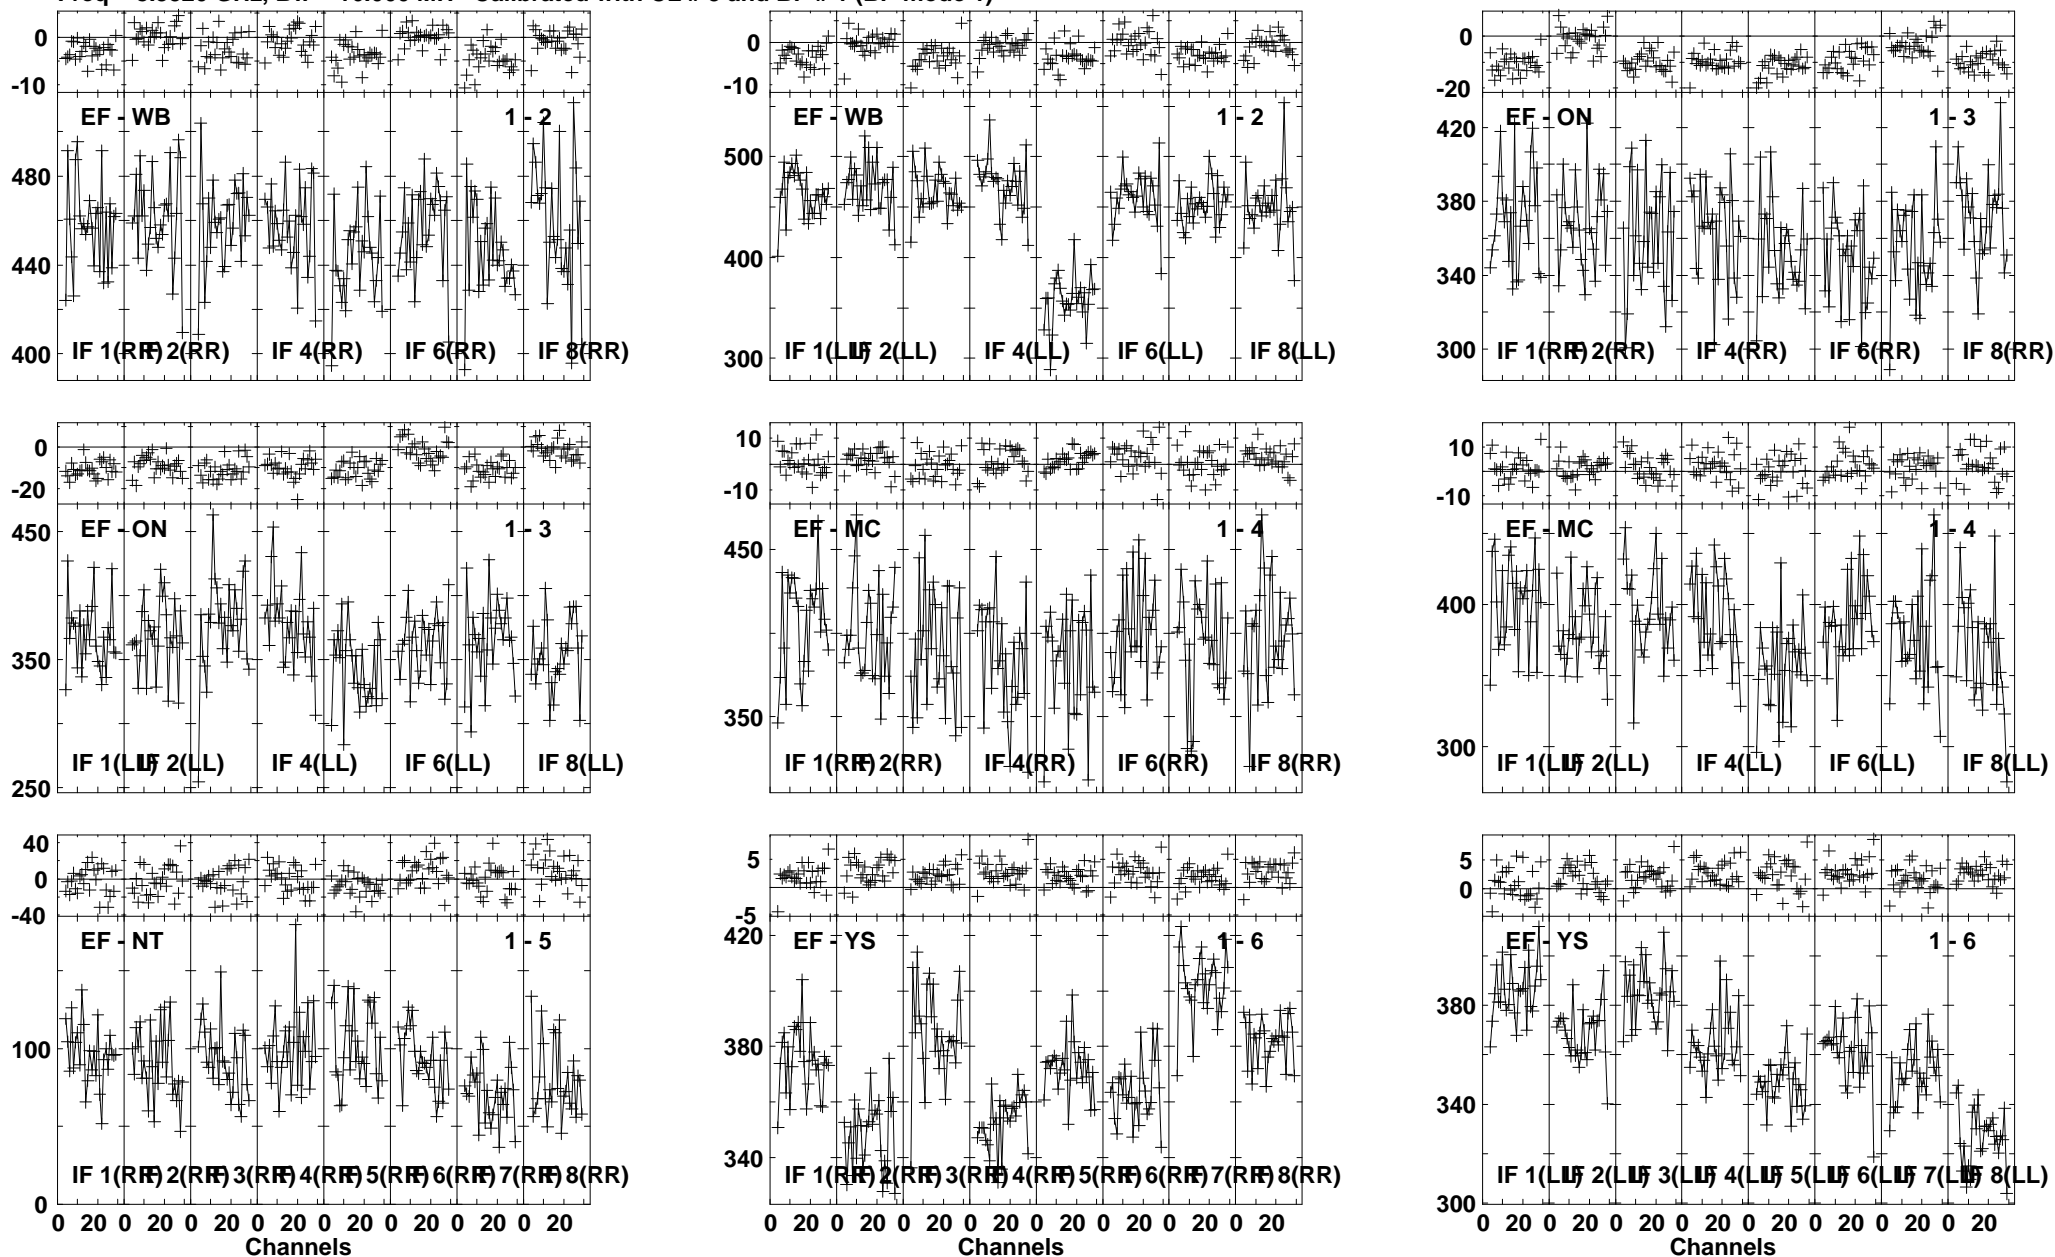 0
-10
EF - WB
1 - 2
480
440
400
IF 1(RR) IF 2(RR) IF 4(RR) IF 6(RR) IF 8(RR)
0
-10
EF - WB
1 - 2
500
400
300
IF 1(LL) IF 2(LL) IF 4(LL) IF 6(LL) IF 8(LL)
0
-20
EF - ON
1 - 3
420
380
340
300
IF 1(RR) IF 2(RR) IF 4(RR) IF 6(RR) IF 8(RR)
0
-20
EF - ON
1 - 3
450
350
250
IF 1(LL) IF 2(LL) IF 4(LL) IF 6(LL) IF 8(LL)
10
-10
EF - MC
1 - 4
450
350
IF 1(RR) IF 2(RR) IF 4(RR) IF 6(RR) IF 8(RR)
10
-10
EF - MC
1 - 4
400
300
IF 1(LL) IF 2(LL) IF 4(LL) IF 6(LL) IF 8(LL)
40
0
-40
EF - NT
1 - 5
100
0
IF 1(RR) IF 2(RR) IF 3(RR) IF 4(RR) IF 5(RR) IF 6(RR) IF 7(RR) IF 8(RR)
0 20 0 20 0 20 0 20 0 20 0 20 0 20 0 20
Channels
5
-5
EF - YS
1 - 6
420
380
340
IF 1(RR) IF 2(RR) IF 3(RR) IF 4(RR) IF 5(RR) IF 6(RR) IF 7(RR) IF 8(RR)
0 20 0 20 0 20 0 20 0 20 0 20 0 20 0 20
Channels
5
0
EF - YS
1 - 6
380
340
300
IF 1(LL) IF 2(LL) IF 3(LL) IF 4(LL) IF 5(LL) IF 6(LL) IF 7(LL) IF 8(LL)
0 20 0 20 0 20 0 20 0 20 0 20 0 20 0 20
Channels